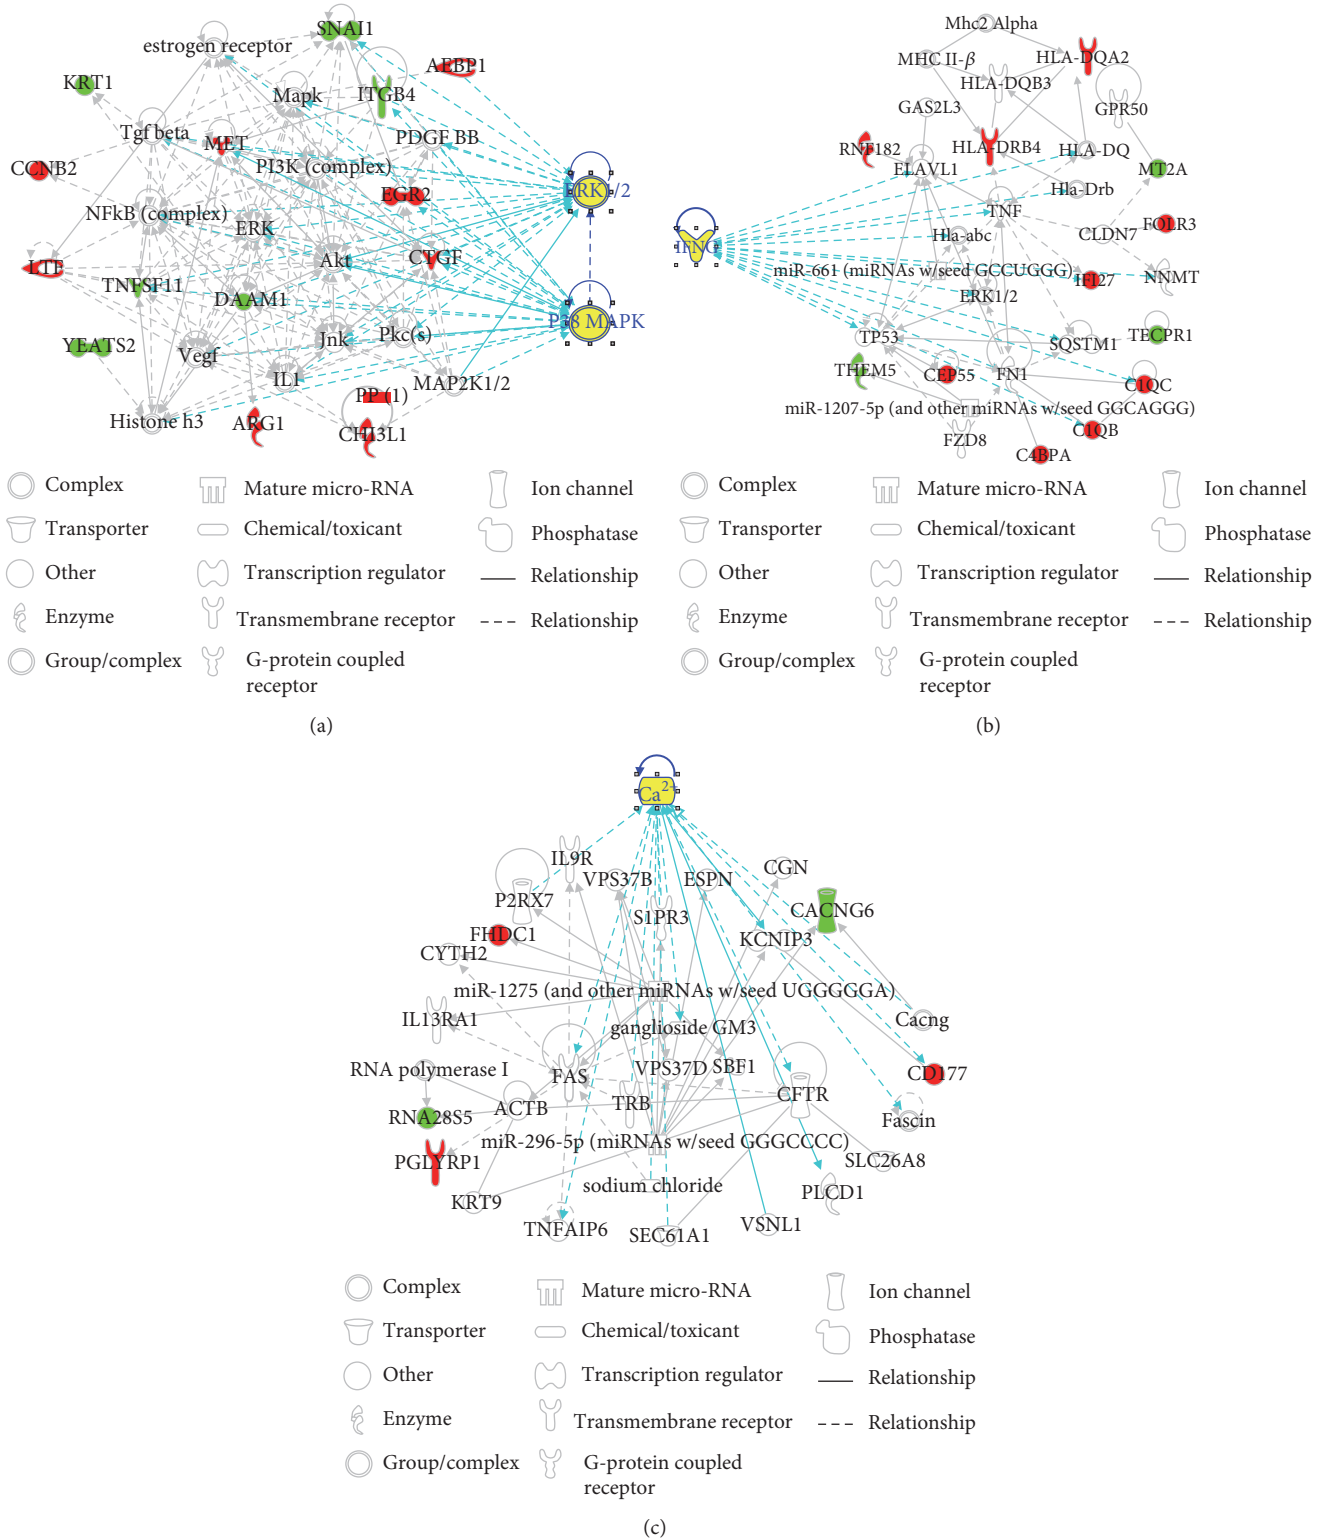 SNAI1
estrogen receptor
AEBP1
KRT1
Mapk
ITGB4
Tgf beta
MET
PDGF BB
CCNB2
PI3K (complex)
EGR2
ERK1/2
NFkB (complex)
ERK
LTF
Akt
CTGF
TNFSF11
DAAM1
P38 MAPK
YEATS2
Vegf
Jnk
Pkc(s)
IL1
MAP2K1/2
PP (1)
Histone h3
ARG1
CHI3L1
Complex
Mature micro-RNA
Ion channel
Transporter
Chemical/toxicant
Phosphatase
Other
Transcription regulator
Relationship
Enzyme
Transmembrane receptor
Relationship
Group/complex
G-protein coupled
receptor
(a)
Mhc2 Alpha
MHC II-β
HLA-DQA2
HLA-DQB3
GAS2L3
GPR50
RNF182
HLA-DRB4
HLA-DQ
ELAVL1
MT2A
Hla-Drb
TNF
FOLR3
IFNG
Hla-abc
CLDN7
miR-661 (miRNAs w/seed GCCUGGG)
IFI27
NNMT
ERK1/2
TP53
SQSTM1
TECPR1
THEM5
CEP55
FN1
C1QC
miR-1207-5p (and other miRNAs w/seed GGCAGGG)
FZD8
C1QB
C4BPA
Complex
Mature micro-RNA
Ion channel
Transporter
Chemical/toxicant
Phosphatase
Other
Transcription regulator
Relationship
Enzyme
Transmembrane receptor
Relationship
Group/complex
G-protein coupled
receptor
(b)
Ca2+
IL9R
VPS37B
ESPN
CGN
P2RX7
S1PR3
CACNG6
FHDC1
KCNIP3
CYTH2
miR-1275 (and other miRNAs w/seed UGGGGGA)
IL13RA1
ganglioside GM3
Cacng
RNA polymerase I
FAS
VPS37D
SBF1
CD177
RNA28S5
ACTB
TRB
CFTR
Fascin
miR-296-5p (miRNAs w/seed GGGCCCC)
PGLYRP1
SLC26A8
KRT9
sodium chloride
PLCD1
TNFAIP6
SEC61A1
VSNL1
Complex
Mature micro-RNA
Ion channel
Transporter
Chemical/toxicant
Phosphatase
Other
Transcription regulator
Relationship
Enzyme
Transmembrane receptor
Relationship
Group/complex
G-protein coupled
receptor
(c)